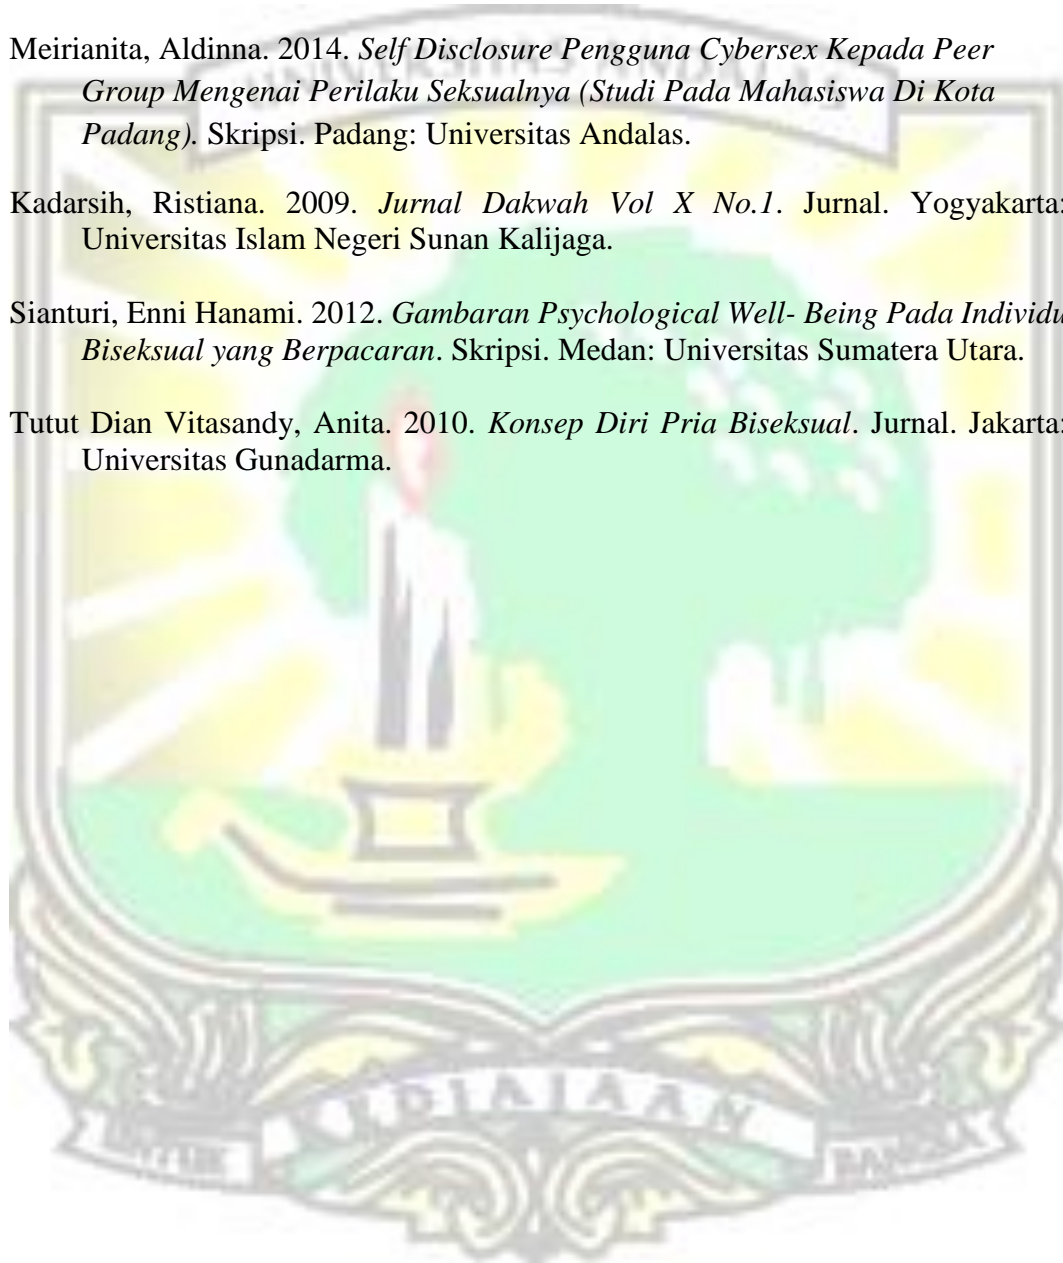 Meirianita, Aldinna. 2014. Self Disclosure Pengguna Cybersex Kepada Peer
Group Mengenai Perilaku Seksualnya (Studi Pada Mahasiswa Di Kota
Padang). Skripsi. Padang: Universitas Andalas.
Kadarsih, Ristiana. 2009. Jurnal Dakwah Vol X No.1. Jurnal. Yogyakarta:
Universitas Islam Negeri Sunan Kalijaga.
Sianturi, Enni Hanami. 2012. Gambaran Psychological Well- Being Pada Individu
Biseksual yang Berpacaran. Skripsi. Medan: Universitas Sumatera Utara.
Tutut Dian Vitasandy, Anita. 2010. Konsep Diri Pria Biseksual. Jurnal. Jakarta:
Universitas Gunadarma.
KEDJAJAAN
UNTUK BANGSA